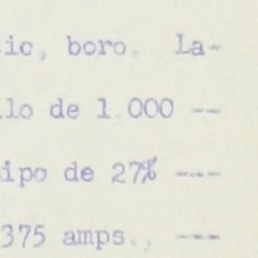 ic, boro. La-
lo de 1.000 --
ipo de 27% ---
375 amps., ---